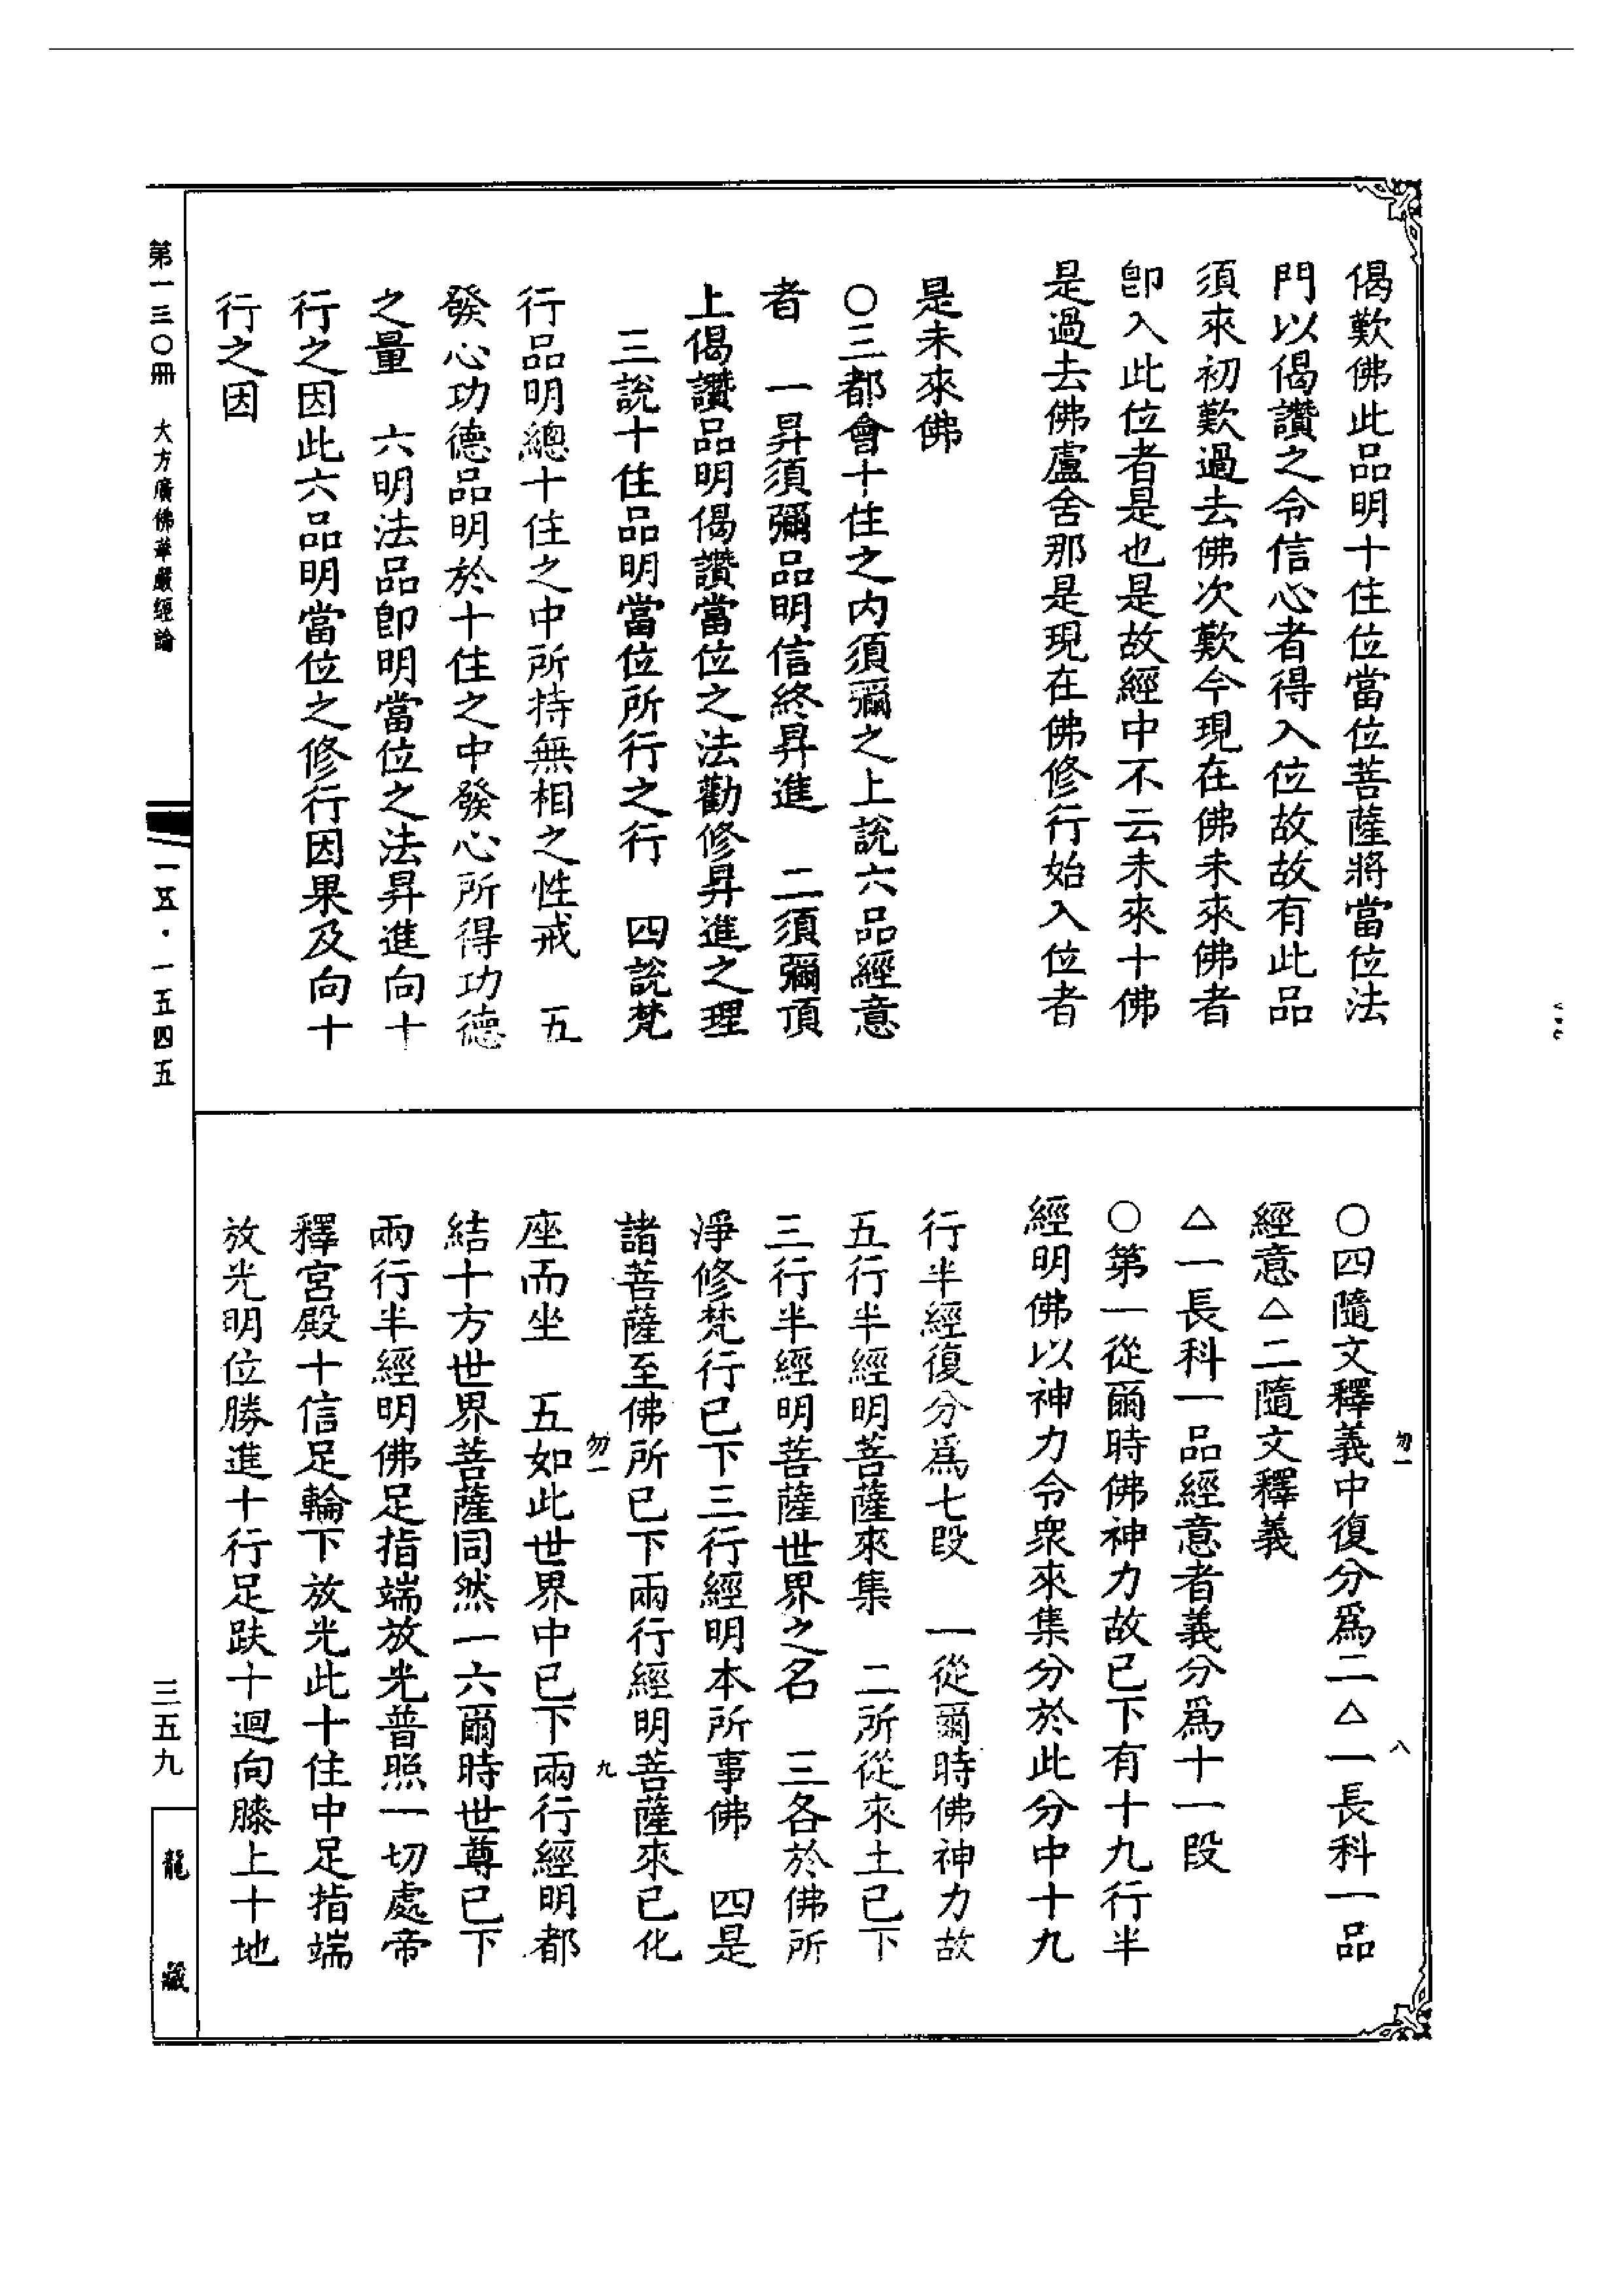 偈歎佛此品明十住位當位菩薩將當位法
門以偈讚之令信心者得入位故故有此品
須來初歎過去佛次歎今現在佛未來佛者
卽入此位者是也是故經中不云未來十佛
是過去佛盧舍那是現在佛修行始入位者
是未來佛
○三都會十住之內須彌之上說六品經意
者　一昇須彌品明信終昇進　二須彌頂
上偈讚品明偈讚當位之法勸修昇進之理
三說十住品明當位所行之行　四說梵
行品明總十住之中所持無相之性戒　五
發心功德品明於十住之中發心所得功德
之量　六明法品卽明當位之法昇進向十
行之因此六品明當位之修行因果及向十
行之因
○四隨文釋義中復分爲二△一長科一品
經意△二隨文釋義
△一長科一品經意者義分爲十一段
○第一從爾時佛神力故已下有十九行半
經明佛以神力令衆來集分於此分中十九
行半經復分爲七段　一從爾時佛神力故
五行半經明菩薩來集　二所從來土已下
三行半經明菩薩世界之名　三各於佛所
淨修梵行已下三行經明本所事佛　四是
諸菩薩至佛所已下兩行經明菩薩來已化
座而坐　五如此世界中已下兩行經明都
結十方世界菩薩同然一六爾時世尊已下
兩行半經明佛足指端放光普照一切處帝
釋宮殿十信足輪下放光此十住中足指端
放光明位勝進十行足趺十迴向膝上十地
勿一
八
勿一
九
第一三〇冊　大方廣佛華嚴經論
一五·一五四五
三五九
龍藏